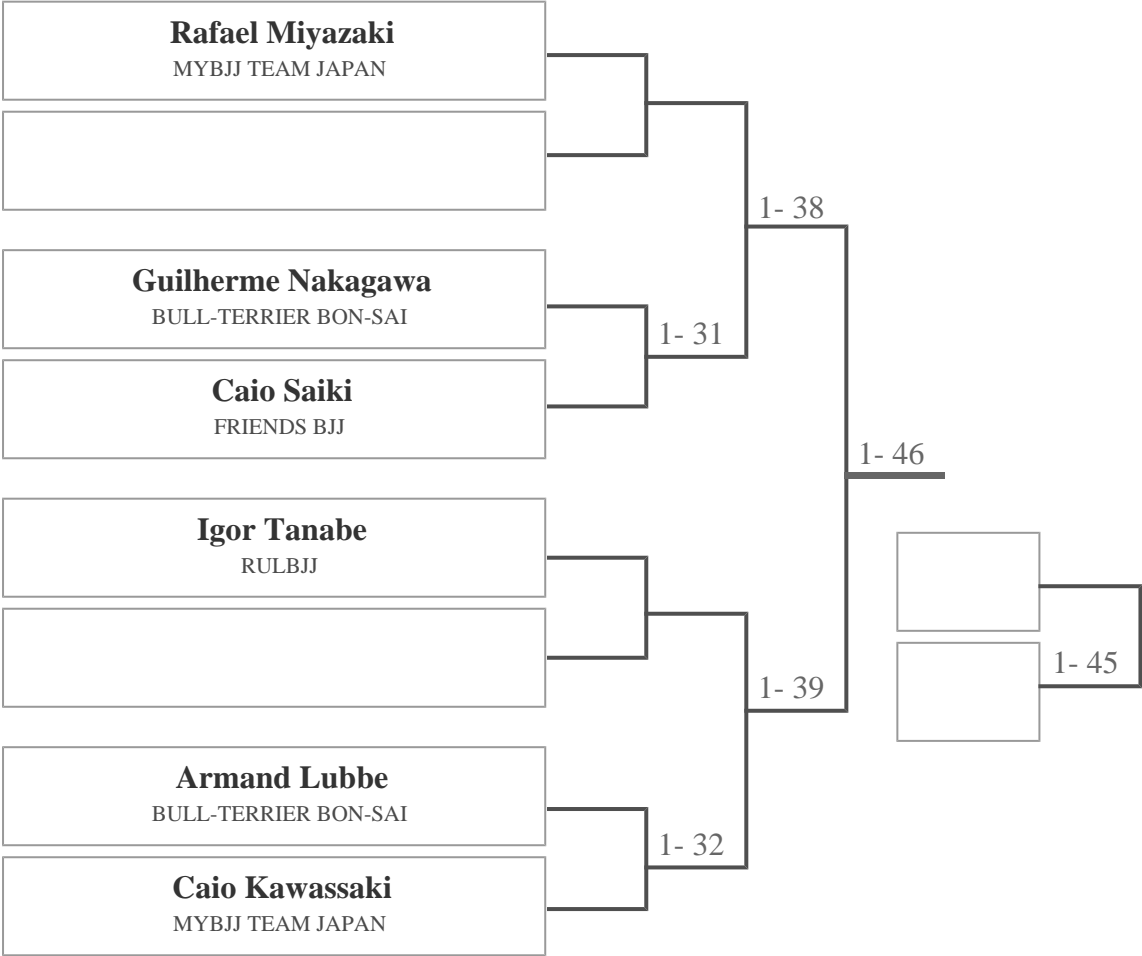 Rafael Miyazaki
MYBJJ TEAM JAPAN
1- 38
Guilherme Nakagawa
BULL-TERRIER BON-SAI
1- 31
Caio Saiki
FRIENDS BJJ
1- 46
Igor Tanabe
RULBJJ
1- 39
1- 45
Armand Lubbe
BULL-TERRIER BON-SAI
1- 32
Caio Kawassaki
MYBJJ TEAM JAPAN